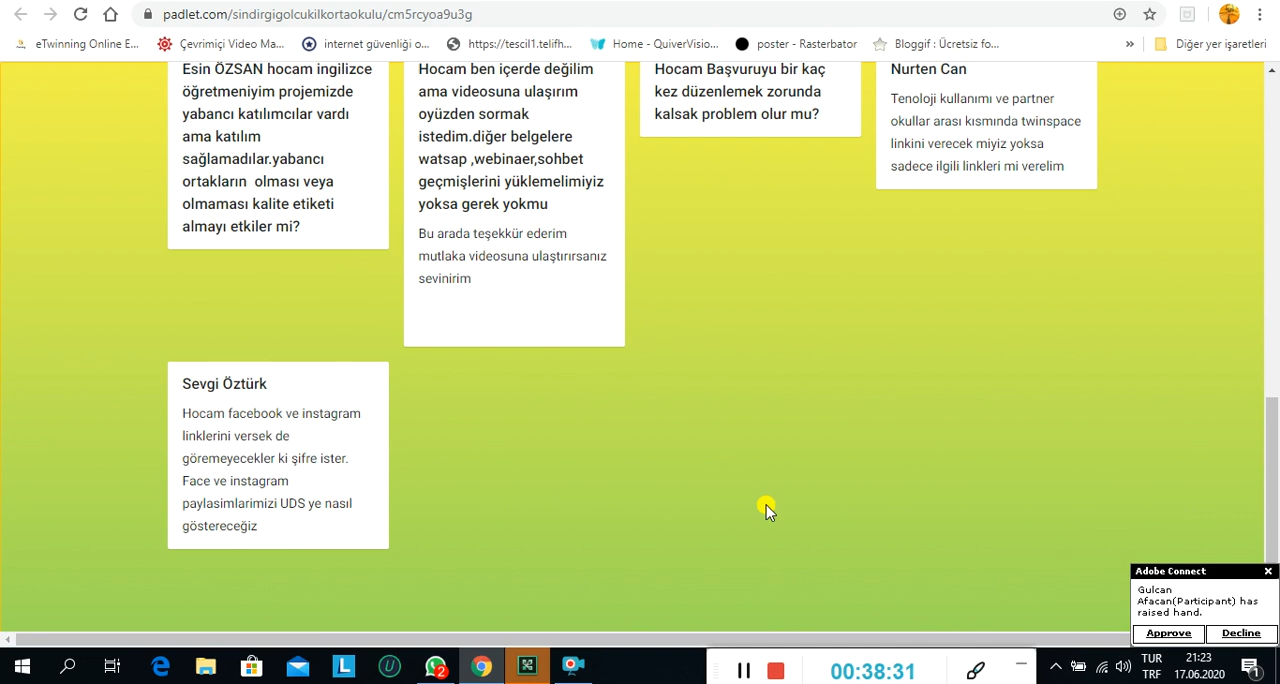 padlet.com/sindirgigolcukilkortaokulu/cm5rcyoa9u3g
eTwinning Online E...
Çevrimiçi Video Ma...
internet güvenliği o...
https://tescil1.telifh...
Home - QuiverVisio...
poster - Rasterbator
Bloggif : Ücretsiz fo...
»
Diğer yer işaretleri
Esin ÖZSAN hocam ingilizce
öğretmeniyim projemizde
yabancı katılımcılar vardı
ama katılım
sağlamadılar.yabancı
ortakların olması veya
olmaması kalite etiketi
almayı etkiler mi?
Hocam ben içerde değilim
ama videosuna ulaşırım
oyüzden sormak
istedim.diğer belgelere
watsap ,webinaer,sohbet
geçmişlerini yüklemelimiyiz
yoksa gerek yokmu
Bu arada teşekkür ederim
mutlaka videosuna ulaştırırsanız
sevinirim
Hocam Başvuruyu bir kaç
kez düzenlemek zorunda
kalsak problem olur mu?
Nurten Can
Tenoloji kullanımı ve partner
okullar arası kısmında twinspace
linkini verecek miyiz yoksa
sadece ilgili linkleri mi verelim
Sevgi Öztürk
Hocam facebook ve instagram
linklerini versek de
göremeyecekler ki şifre ister.
Face ve instagram
paylasimlarimizi UDS ye nasıl
göstereceğiz
Adobe Connect
Gulcan
Afacan(Participant) has
raised hand.
Approve
Decline
L
U
2
00:38:31
TUR
TRF
21:23
17.06.2020
1